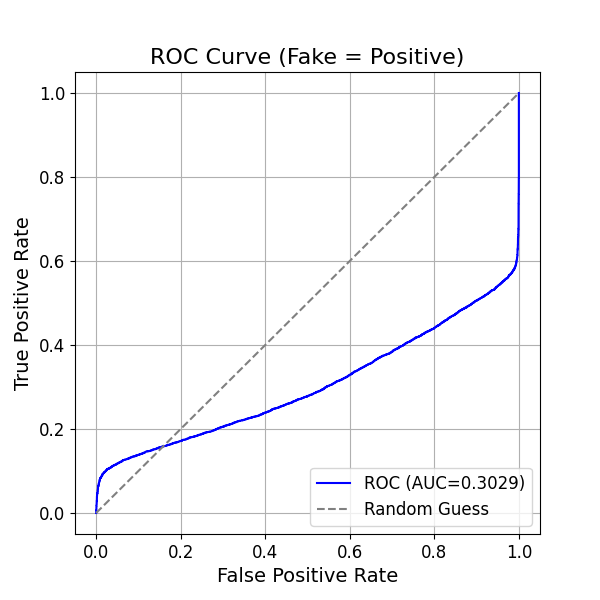 ROC Curve (Fake = Positive)
True Positive Rate
1.0
0.8
0.6
0.4
0.2
0.0
0.0 0.2 0.4 0.6 0.8 1.0
False Positive Rate
ROC (AUC=0.3029)
Random Guess